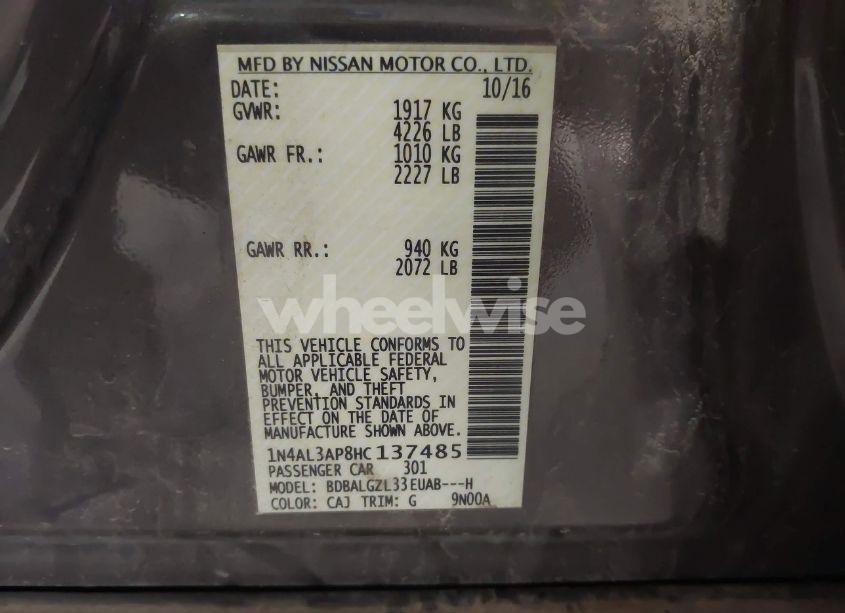 MFD BY NISSAN MOTOR CO., LTD.
DATE: 10/16
GVWR: 1917 KG
4226 LB
GAWR FR.: 1010 KG
2227 LB
GAWR RR.: 940 KG
2072 LB
wheelwise
THIS VEHICLE CONFORMS TO
ALL APPLICABLE FEDERAL
MOTOR VEHICLE SAFETY,
BUMPER, AND THEFT
PREVENTION STANDARDS IN
EFFECT ON THE DATE OF
MANUFACTURE SHOWN ABOVE.
1N4AL3AP8HC137485
PASSENGER CAR 301
MODEL: BDBALGZL33EUAB---H
COLOR: CAJ TRIM: G 9N00A